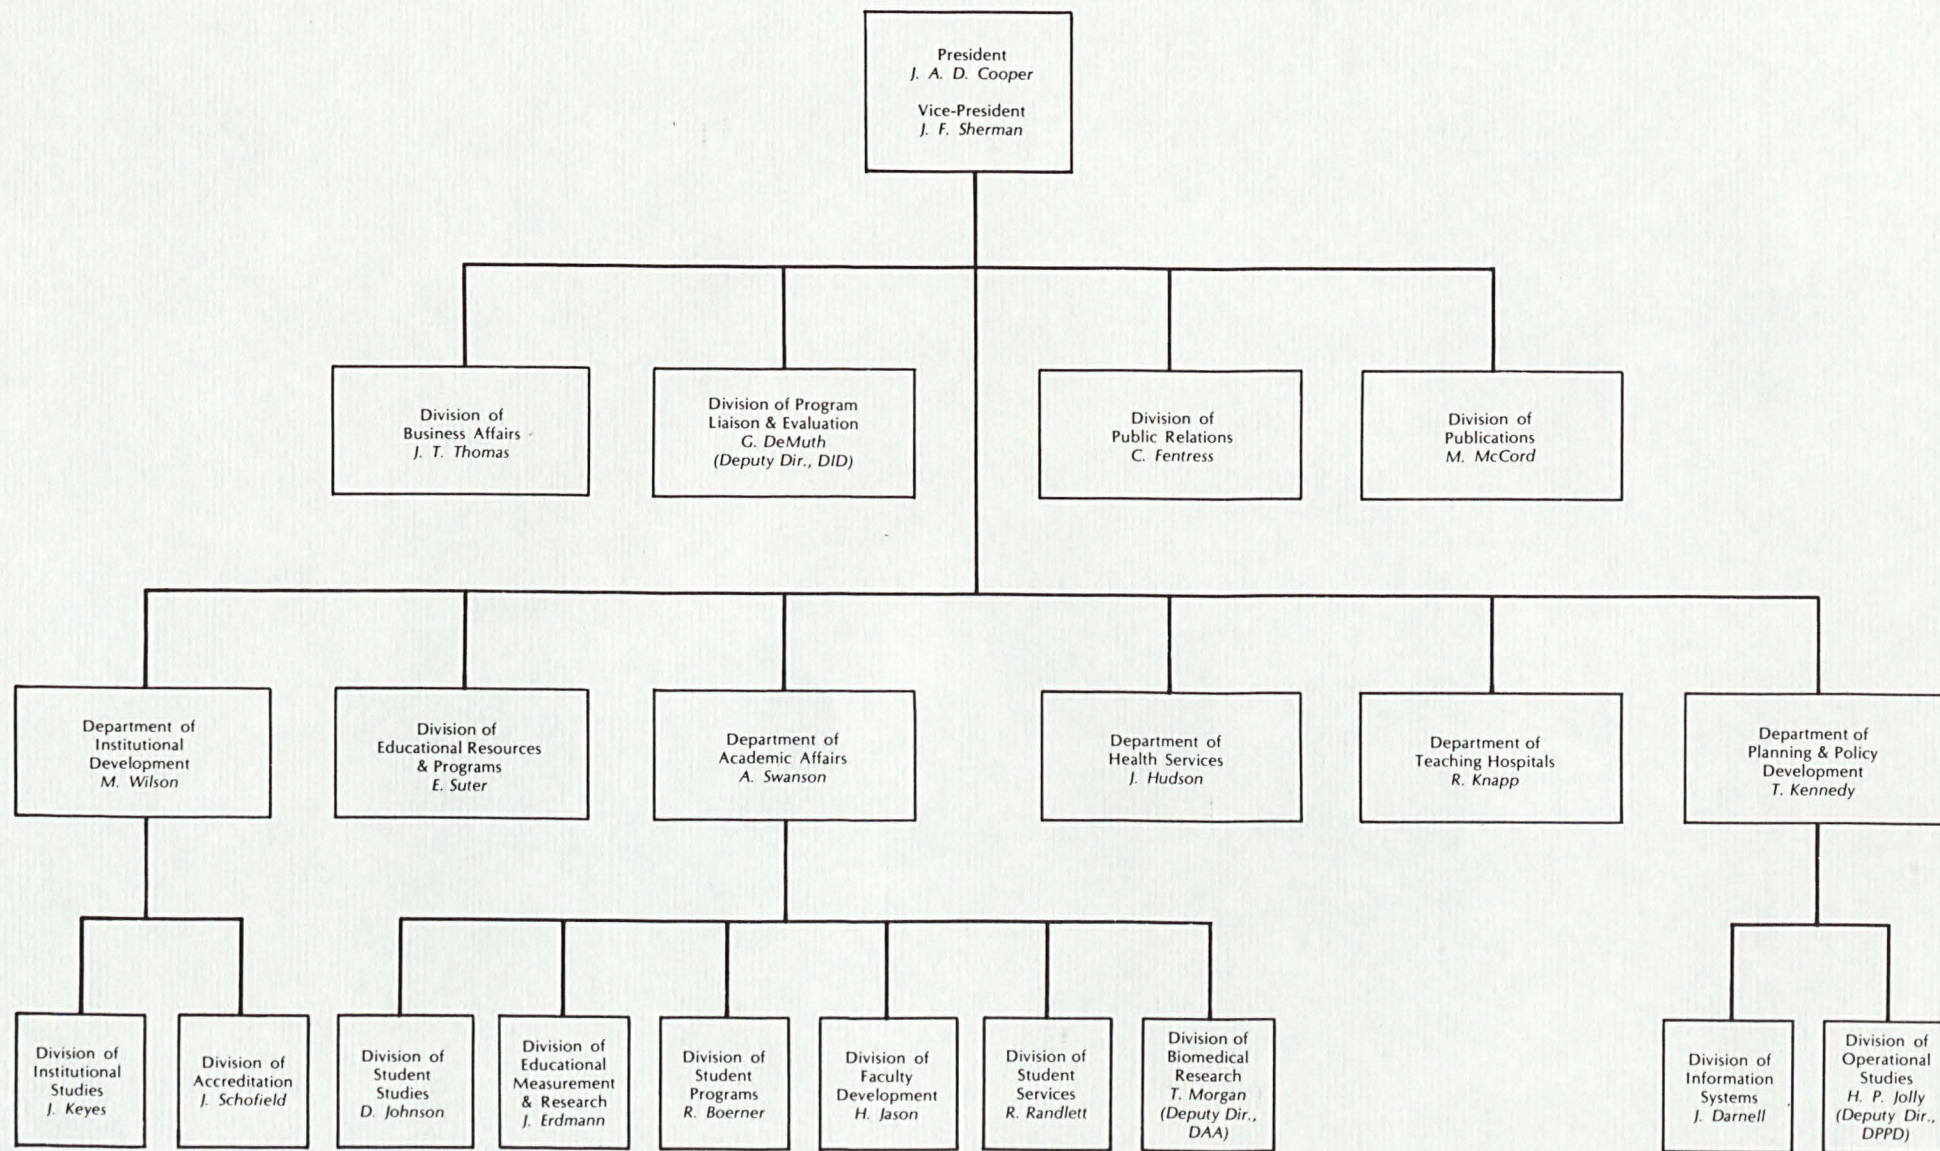 President
J. A. D. Cooper
Vice-President
J. F. Sherman
Division of
Business Affairs
J. T. Thomas
Division of Program
Liaison & Evaluation
G. DeMuth
(Deputy Dir., DID)
Division of
Public Relations
C. Fentress
Division of
Publications
M. McCord
Department of
Institutional
Development
M. Wilson
Division of
Educational Resources
& Programs
E. Suter
Department of
Academic Affairs
A. Swanson
Department of
Health Services
J. Hudson
Department of
Teaching Hospitals
R. Knapp
Department of
Planning & Policy
Development
T. Kennedy
Division of
Institutional
Studies
J. Keyes
Division of
Accreditation
J. Schofield
Division of
Student
Studies
D. Johnson
Division of
Educational
Measurement
& Research
J. Erdmann
Division of
Student
Programs
R. Boerner
Division of
Faculty
Development
H. Jason
Division of
Student
Services
R. Randlett
Division of
Biomedical
Research
T. Morgan
(Deputy Dir.,
DAA)
Division of
Information
Systems
J. Darnell
Division of
Operational
Studies
H. P. Jolly
(Deputy Dir.,
DPPD)